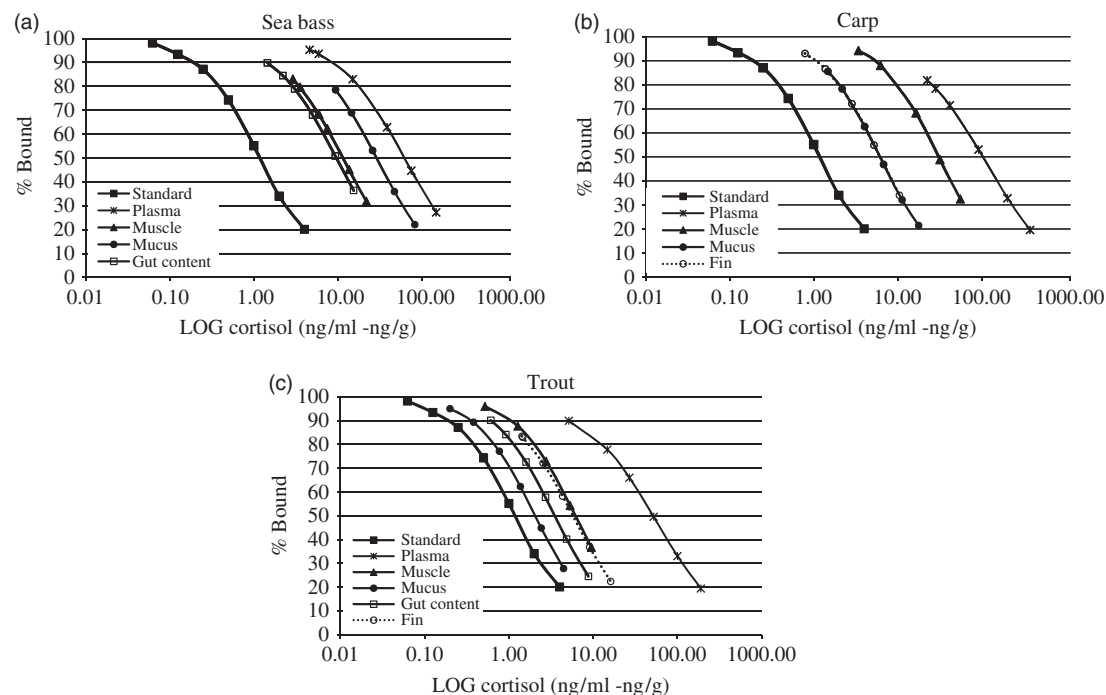 (a)
Sea bass
100
90
80
70
60
50
40
30
20
10
0
% Bound
Standard
Plasma
Muscle
Mucus
Gut content
0.01 0.10 1.00 10.00 100.00 1000.00
LOG cortisol (ng/ml -ng/g)
(b)
Carp
100
90
80
70
60
50
40
30
20
10
0
% Bound
Standard
Plasma
Muscle
Mucus
Fin
0.01 0.10 1.00 10.00 100.00 1000.00
LOG cortisol (ng/ml -ng/g)
(c)
Trout
100
90
80
70
60
50
40
30
20
10
0
% Bound
Standard
Plasma
Muscle
Mucus
Gut content
Fin
0.01 0.10 1.00 10.00 100.00 1000.00
LOG cortisol (ng/ml -ng/g)